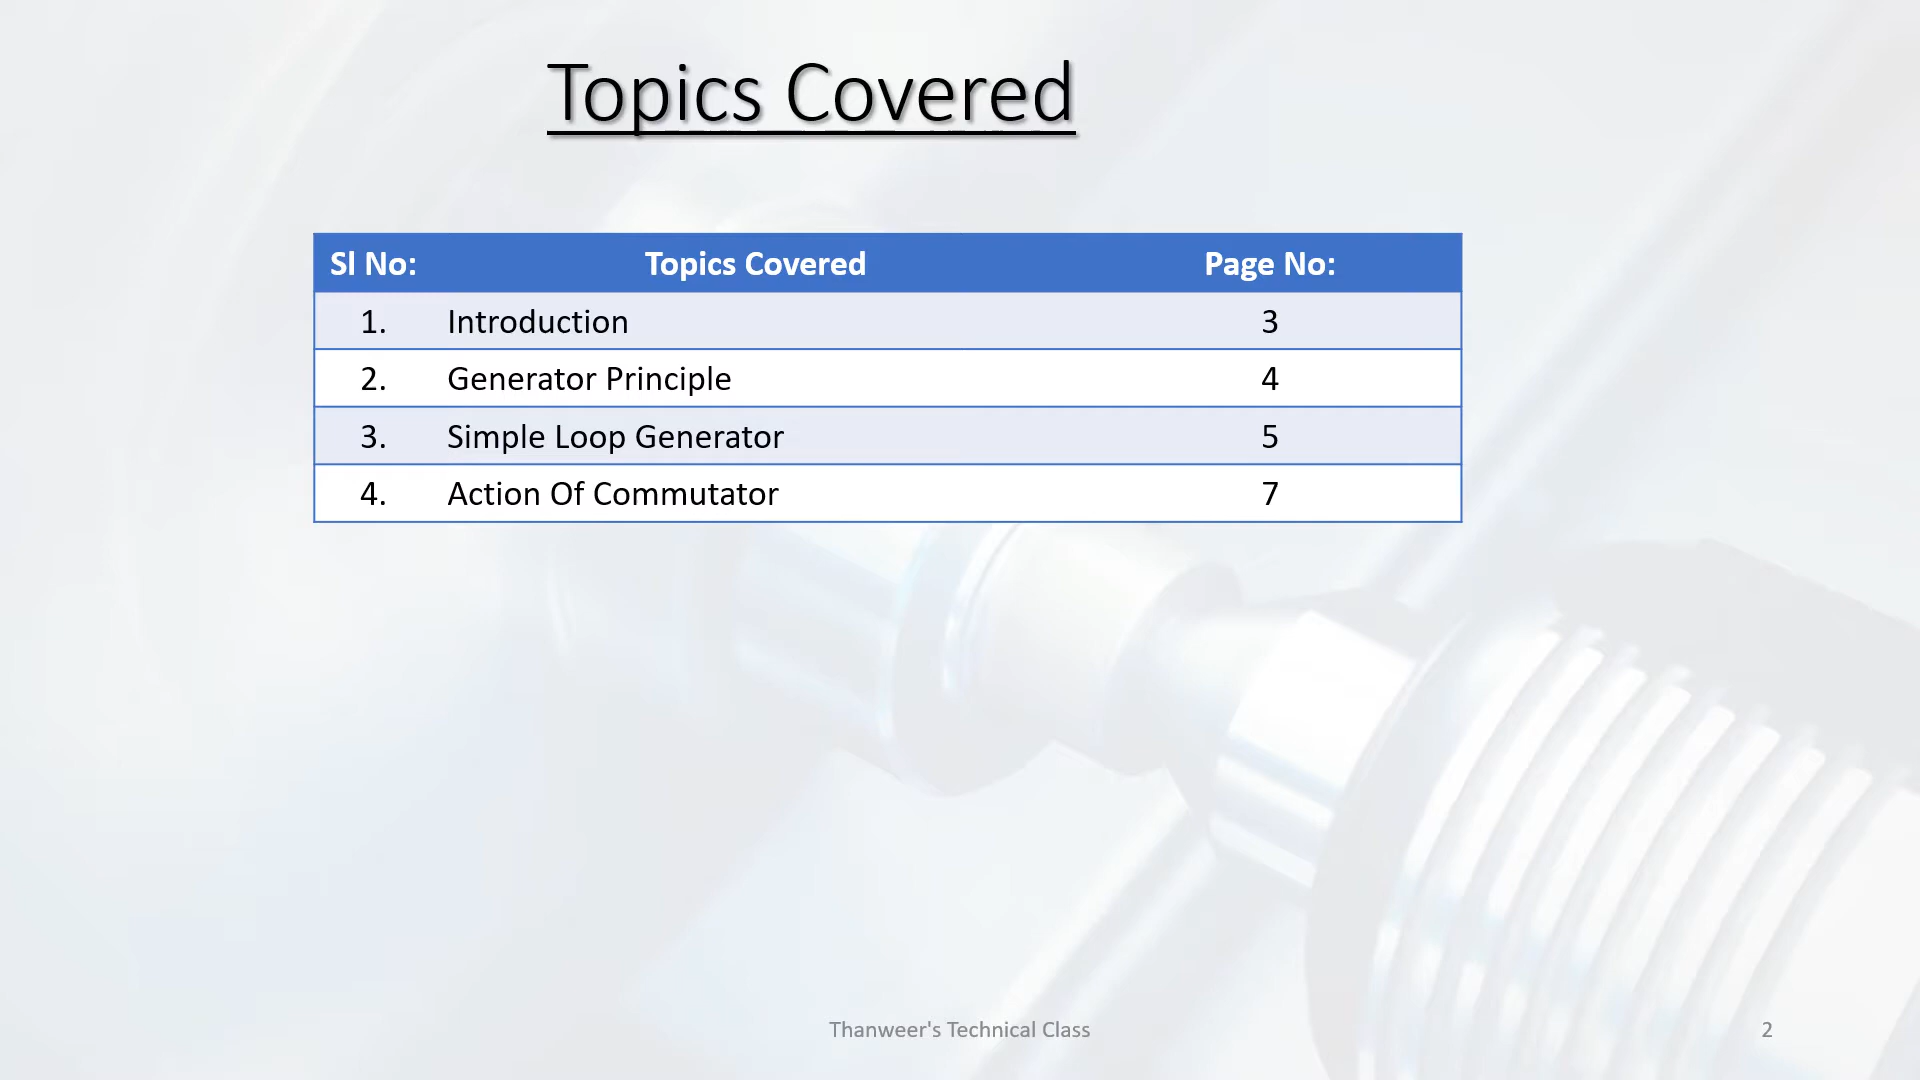 Topics Covered
Sl No: Topics Covered Page No:
1. Introduction 3
2. Generator Principle 4
3. Simple Loop Generator 5
4. Action Of Commutator 7
Thanweer's Technical Class 2